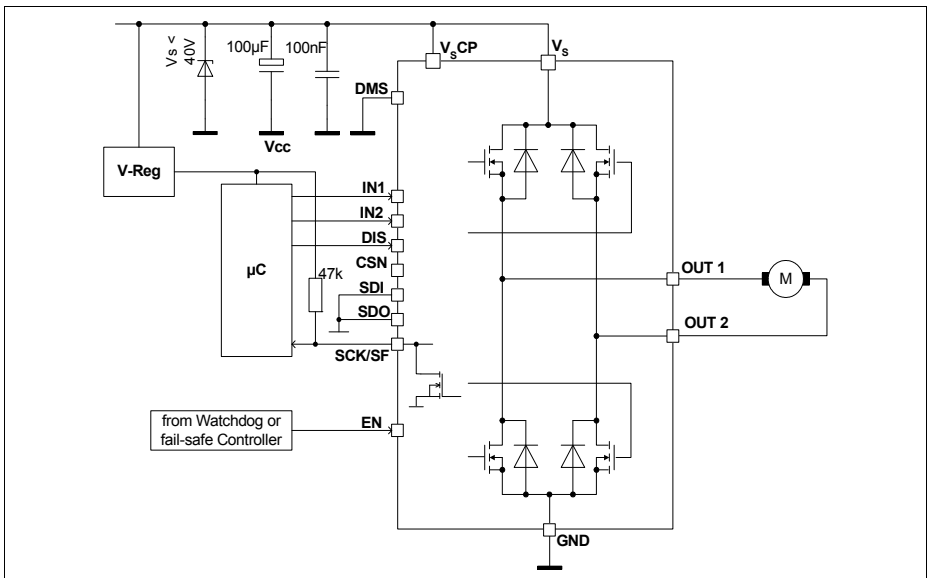 Vs <
40V
100µF
100nF
VSCP
VS
DMS
Vcc
V-Reg
IN1
IN2
DIS
µC
CSN
47k
SDI
SDO
SCK/SF
OUT 1
M
OUT 2
from Watchdog or
fail-safe Controller
EN
GND